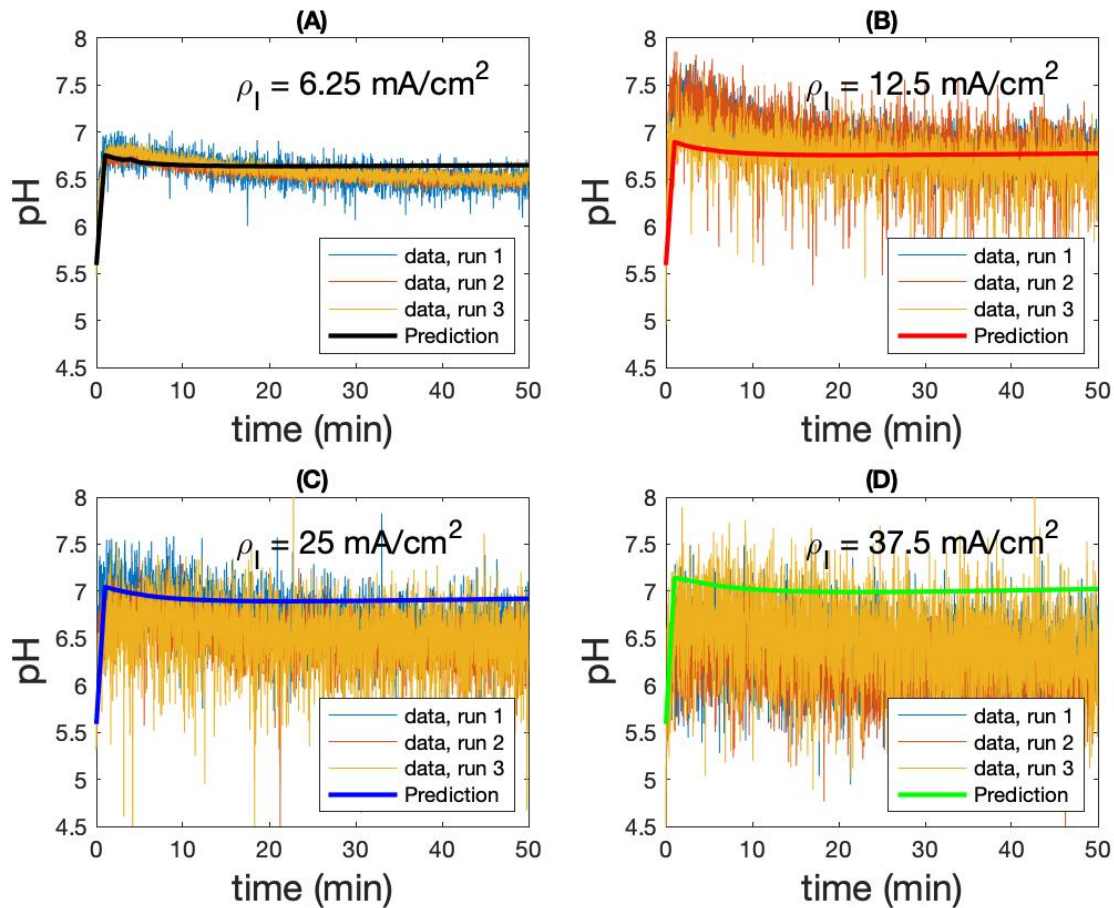 (A)
ρI = 6.25 mA/cm²
pH
8
7.5
7
6.5
6
5.5
5
4.5
data, run 1
data, run 2
data, run 3
Prediction
0 10 20 30 40 50
time (min)
(B)
ρI = 12.5 mA/cm²
pH
8
7.5
7
6.5
6
5.5
5
4.5
data, run 1
data, run 2
data, run 3
Prediction
0 10 20 30 40 50
time (min)
(C)
ρI = 25 mA/cm²
pH
8
7.5
7
6.5
6
5.5
5
4.5
data, run 1
data, run 2
data, run 3
Prediction
0 10 20 30 40 50
time (min)
(D)
ρI = 37.5 mA/cm²
pH
8
7.5
7
6.5
6
5.5
5
4.5
data, run 1
data, run 2
data, run 3
Prediction
0 10 20 30 40 50
time (min)